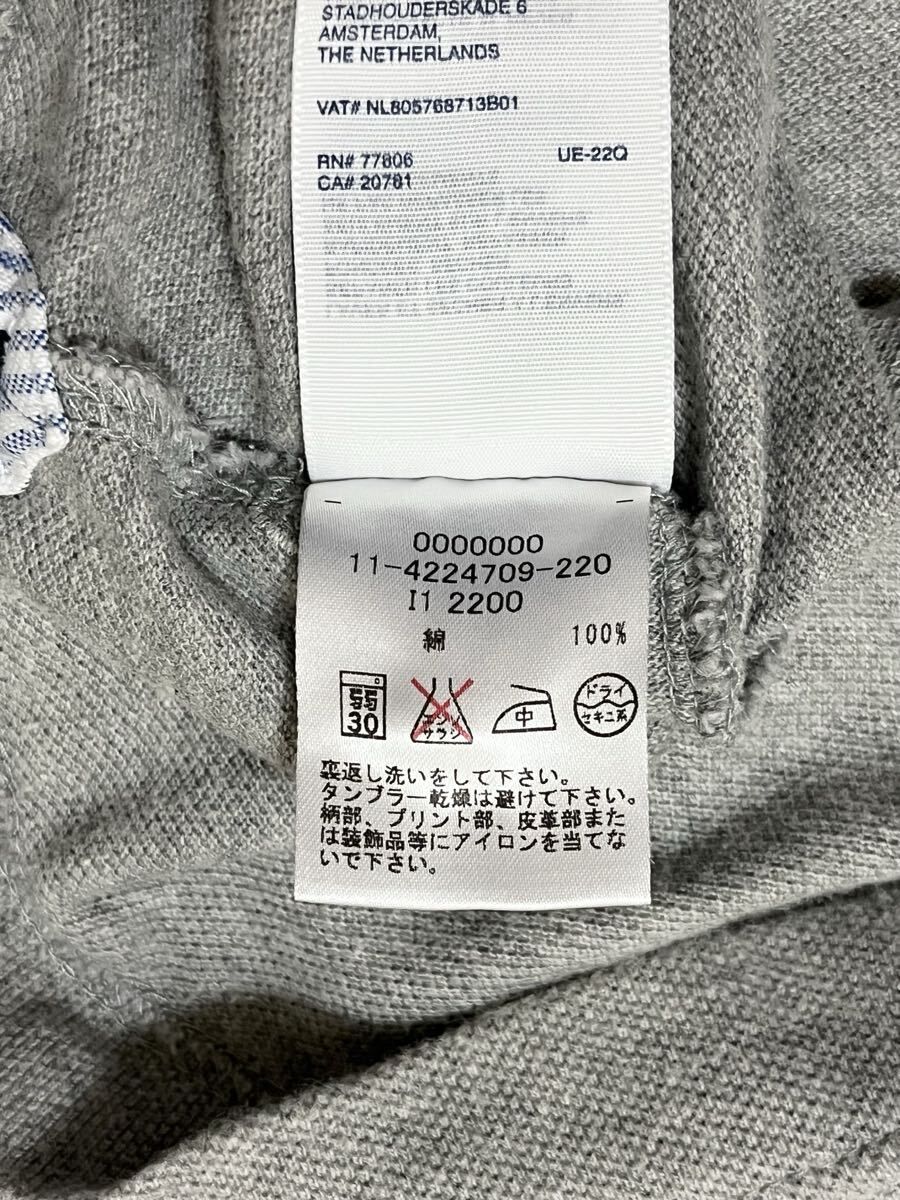 STADHOUDERSKADE 6
AMSTERDAM,
THE NETHERLANDS
VAT# NL805768713B01
RN# 77806 UE-22Q
CA# 20781
0000000
11-4224709-220
I1 2200
綿 100%
弱
30
エンソ
サラシ
中
ドライ
セキユ系
裏返し洗いをして下さい。
タンブラー乾燥は避けて下さい。
柄部、プリント部、皮革部また
は装飾品等にアイロンを当てな
いで下さい。